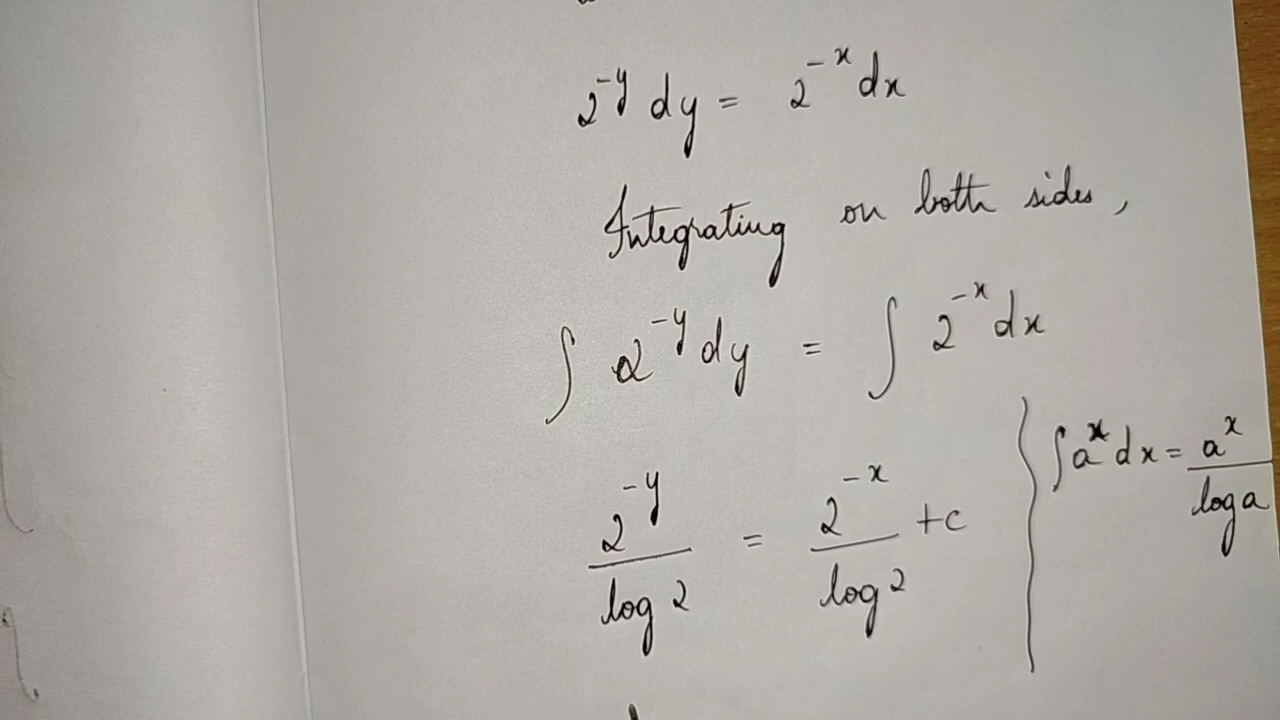 2^{-y} dy = 2^{-x} dx
Integrating on both sides,
∫ 2^{-y} dy = ∫ 2^{-x} dx
2^{-y}/log 2 = 2^{-x}/log 2 + c
{ ∫ a^x dx = a^x/log a